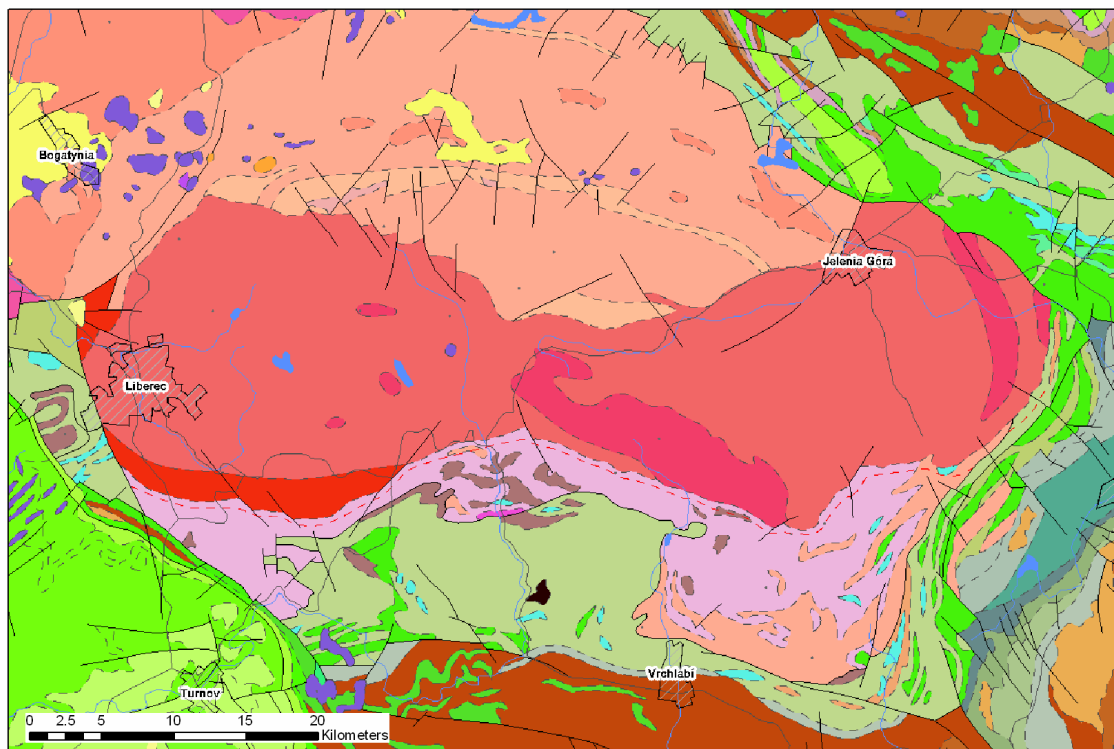 Bogatynia
Jelenia Góra
Liberec
Vrchlabí
Turnov
0 2.5 5 10 15 20
Kilometers